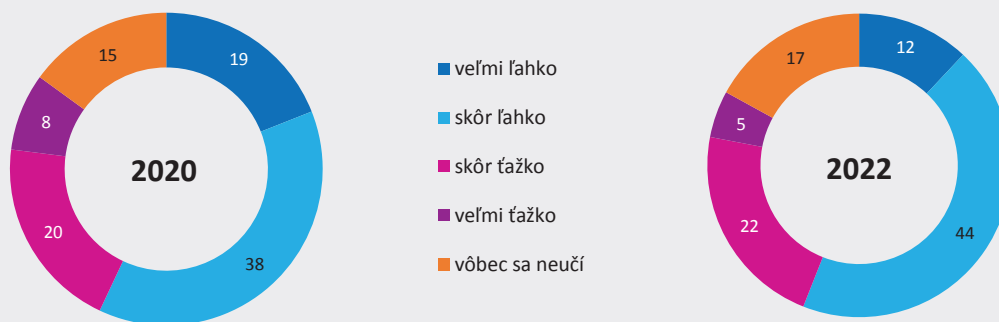 19
38
20
8
15
2020
veľmi ľahko
skôr ľahko
skôr ťažko
veľmi ťažko
vôbec sa neučí
12
44
22
5
17
2022